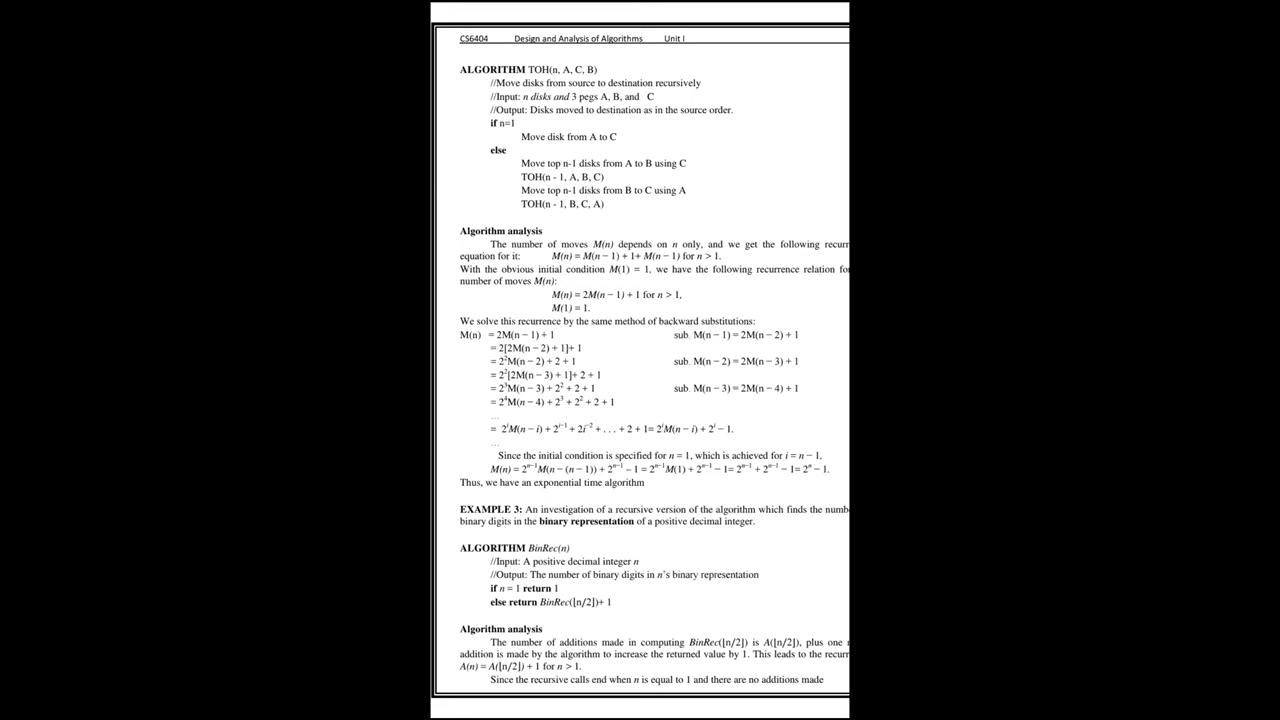 CS6404 Design and Analysis of Algorithms Unit I
ALGORITHM TOH(n, A, C, B)
//Move disks from source to destination recursively
//Input: n disks and 3 pegs A, B, and C
//Output: Disks moved to destination as in the source order.
if n=1
Move disk from A to C
else
Move top n-1 disks from A to B using C
TOH(n - 1, A, B, C)
Move top n-1 disks from B to C using A
TOH(n - 1, B, C, A)
Algorithm analysis
The number of moves M(n) depends on n only, and we get the following recurr
equation for it: M(n) = M(n − 1) + 1+ M(n − 1) for n > 1.
With the obvious initial condition M(1) = 1, we have the following recurrence relation fo
number of moves M(n):
M(n) = 2M(n − 1) + 1 for n > 1,
M(1) = 1.
We solve this recurrence by the same method of backward substitutions:
M(n) = 2M(n − 1) + 1 sub. M(n − 1) = 2M(n − 2) + 1
= 2[2M(n − 2) + 1]+ 1
= 2²M(n − 2) + 2 + 1 sub. M(n − 2) = 2M(n − 3) + 1
= 2²[2M(n − 3) + 1]+ 2 + 1
= 2³M(n − 3) + 2² + 2 + 1 sub. M(n − 3) = 2M(n − 4) + 1
= 2⁴M(n − 4) + 2³ + 2² + 2 + 1
…
= 2ⁱM(n − i) + 2ⁱ⁻¹ + 2i⁻² + . . . + 2 + 1= 2ⁱM(n − i) + 2ⁱ − 1.
…
Since the initial condition is specified for n = 1, which is achieved for i = n − 1,
M(n) = 2ⁿ⁻¹M(n − (n − 1)) + 2ⁿ⁻¹ – 1 = 2ⁿ⁻¹M(1) + 2ⁿ⁻¹ − 1= 2ⁿ⁻¹ + 2ⁿ⁻¹ − 1= 2ⁿ − 1.
Thus, we have an exponential time algorithm
EXAMPLE 3: An investigation of a recursive version of the algorithm which finds the numb
binary digits in the binary representation of a positive decimal integer.
ALGORITHM BinRec(n)
//Input: A positive decimal integer n
//Output: The number of binary digits in n's binary representation
if n = 1 return 1
else return BinRec(⌊n/2⌋)+ 1
Algorithm analysis
The number of additions made in computing BinRec(⌊n/2⌋) is A(⌊n/2⌋), plus one
addition is made by the algorithm to increase the returned value by 1. This leads to the recurr
A(n) = A(⌊n/2⌋) + 1 for n > 1.
Since the recursive calls end when n is equal to 1 and there are no additions made